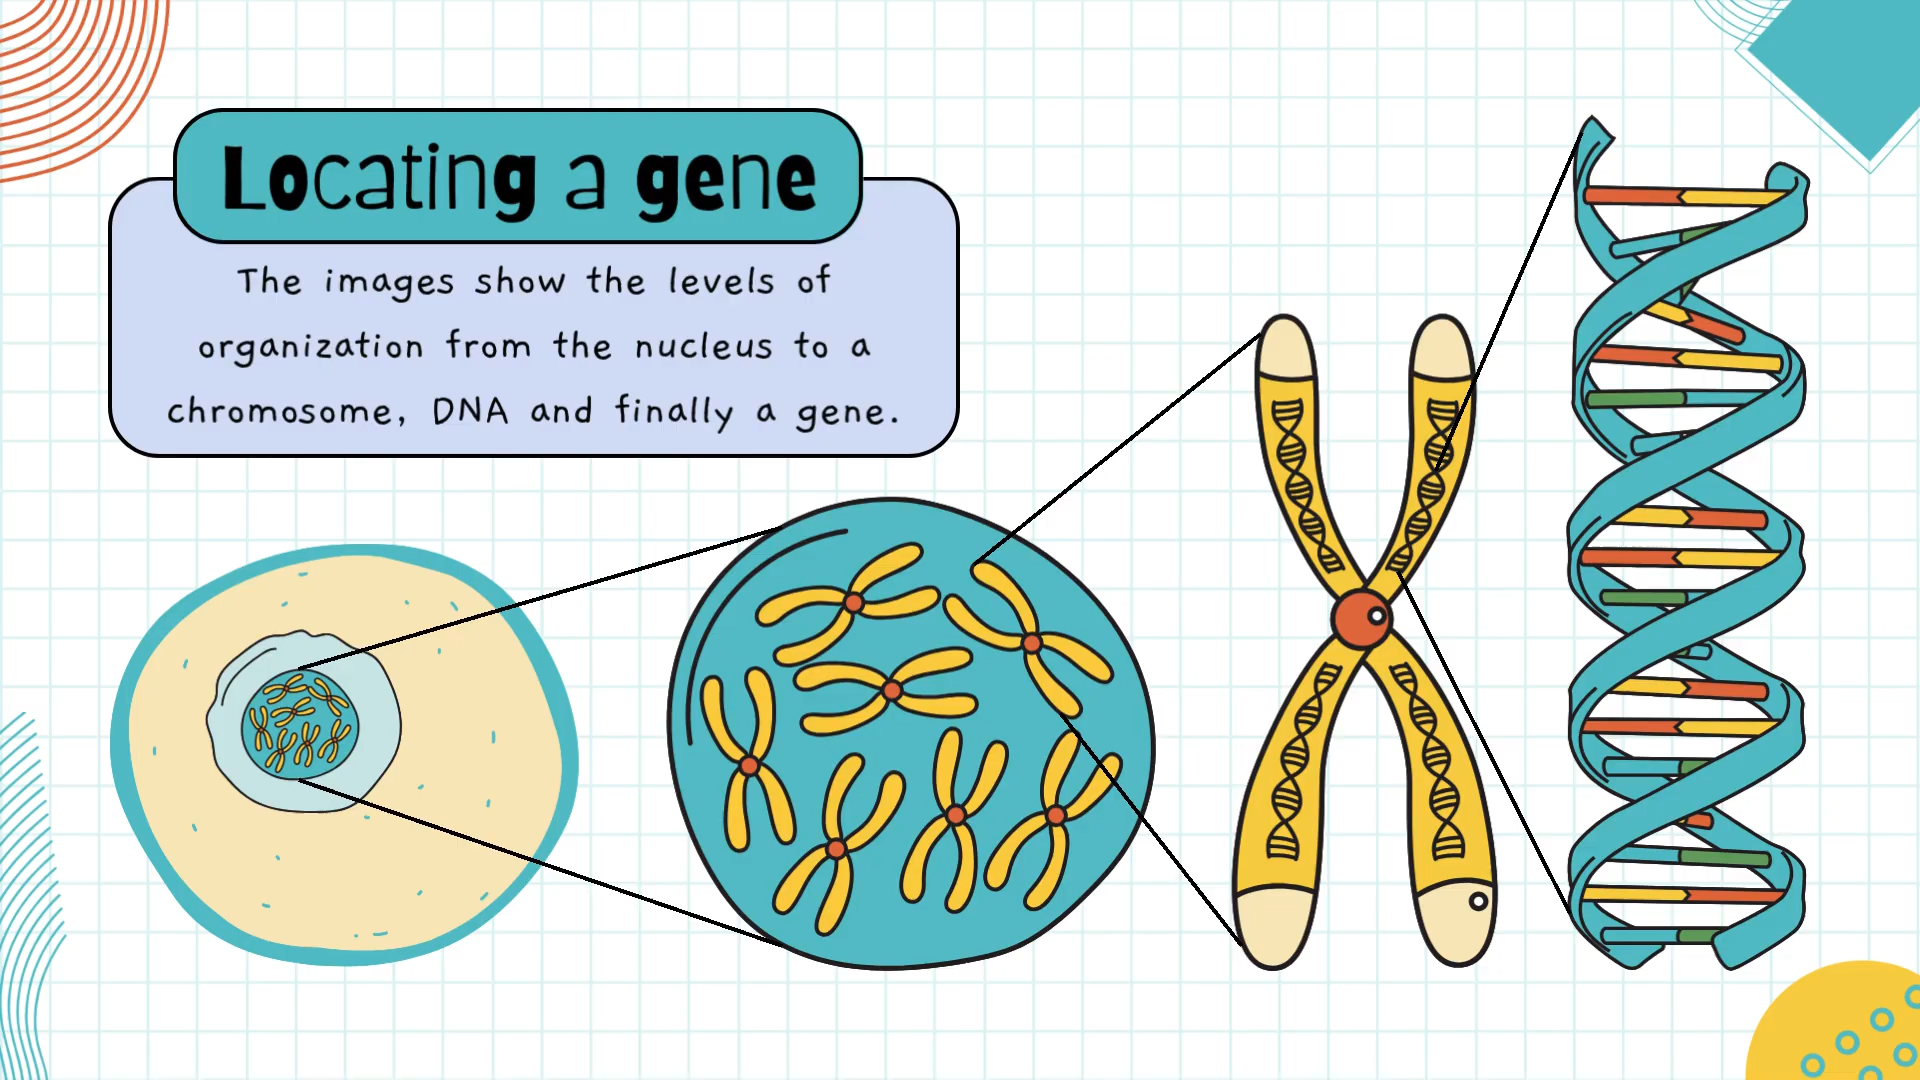 Locating a gene
The images show the levels of
organization from the nucleus to a
chromosome, DNA and finally a gene.